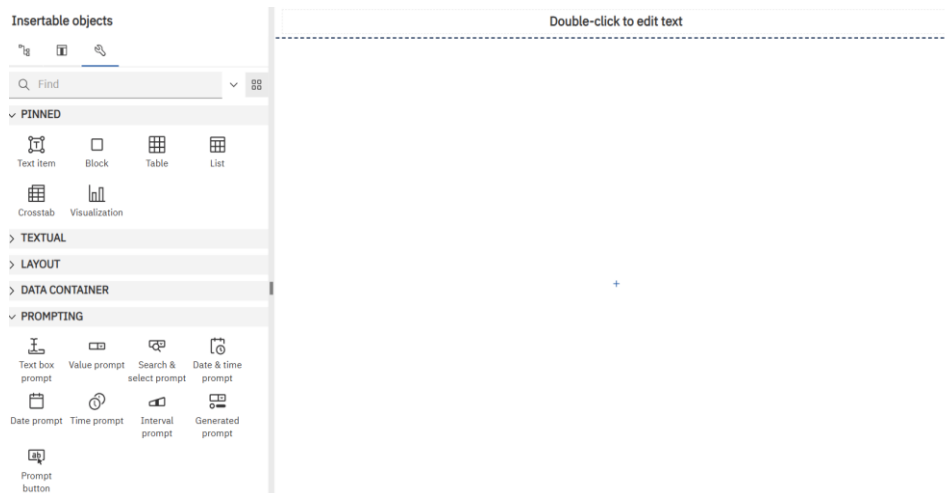 Insertable objects
Double-click to edit text
Find
PINNED
Text item
Block
Table
List
Crosstab
Visualization
TEXTUAL
LAYOUT
DATA CONTAINER
PROMPTING
Text box
prompt
Value prompt
Search &
select prompt
Date & time
prompt
Date prompt
Time prompt
Interval
prompt
Generated
prompt
Prompt
button